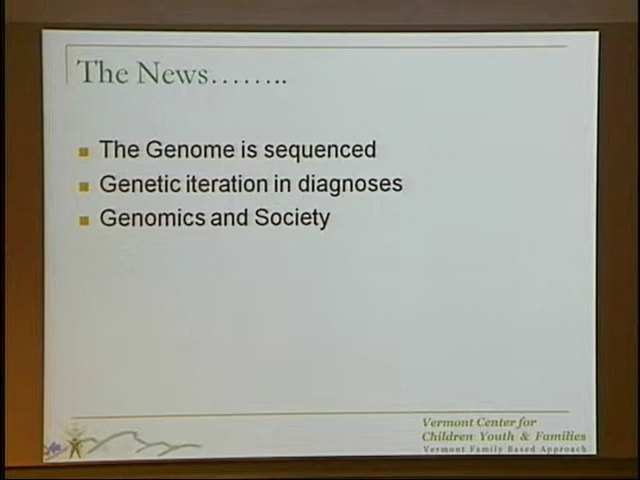 The News……..
The Genome is sequenced
Genetic iteration in diagnoses
Genomics and Society
Vermont Center for
Children Youth & Families
Vermont Family Based Approach